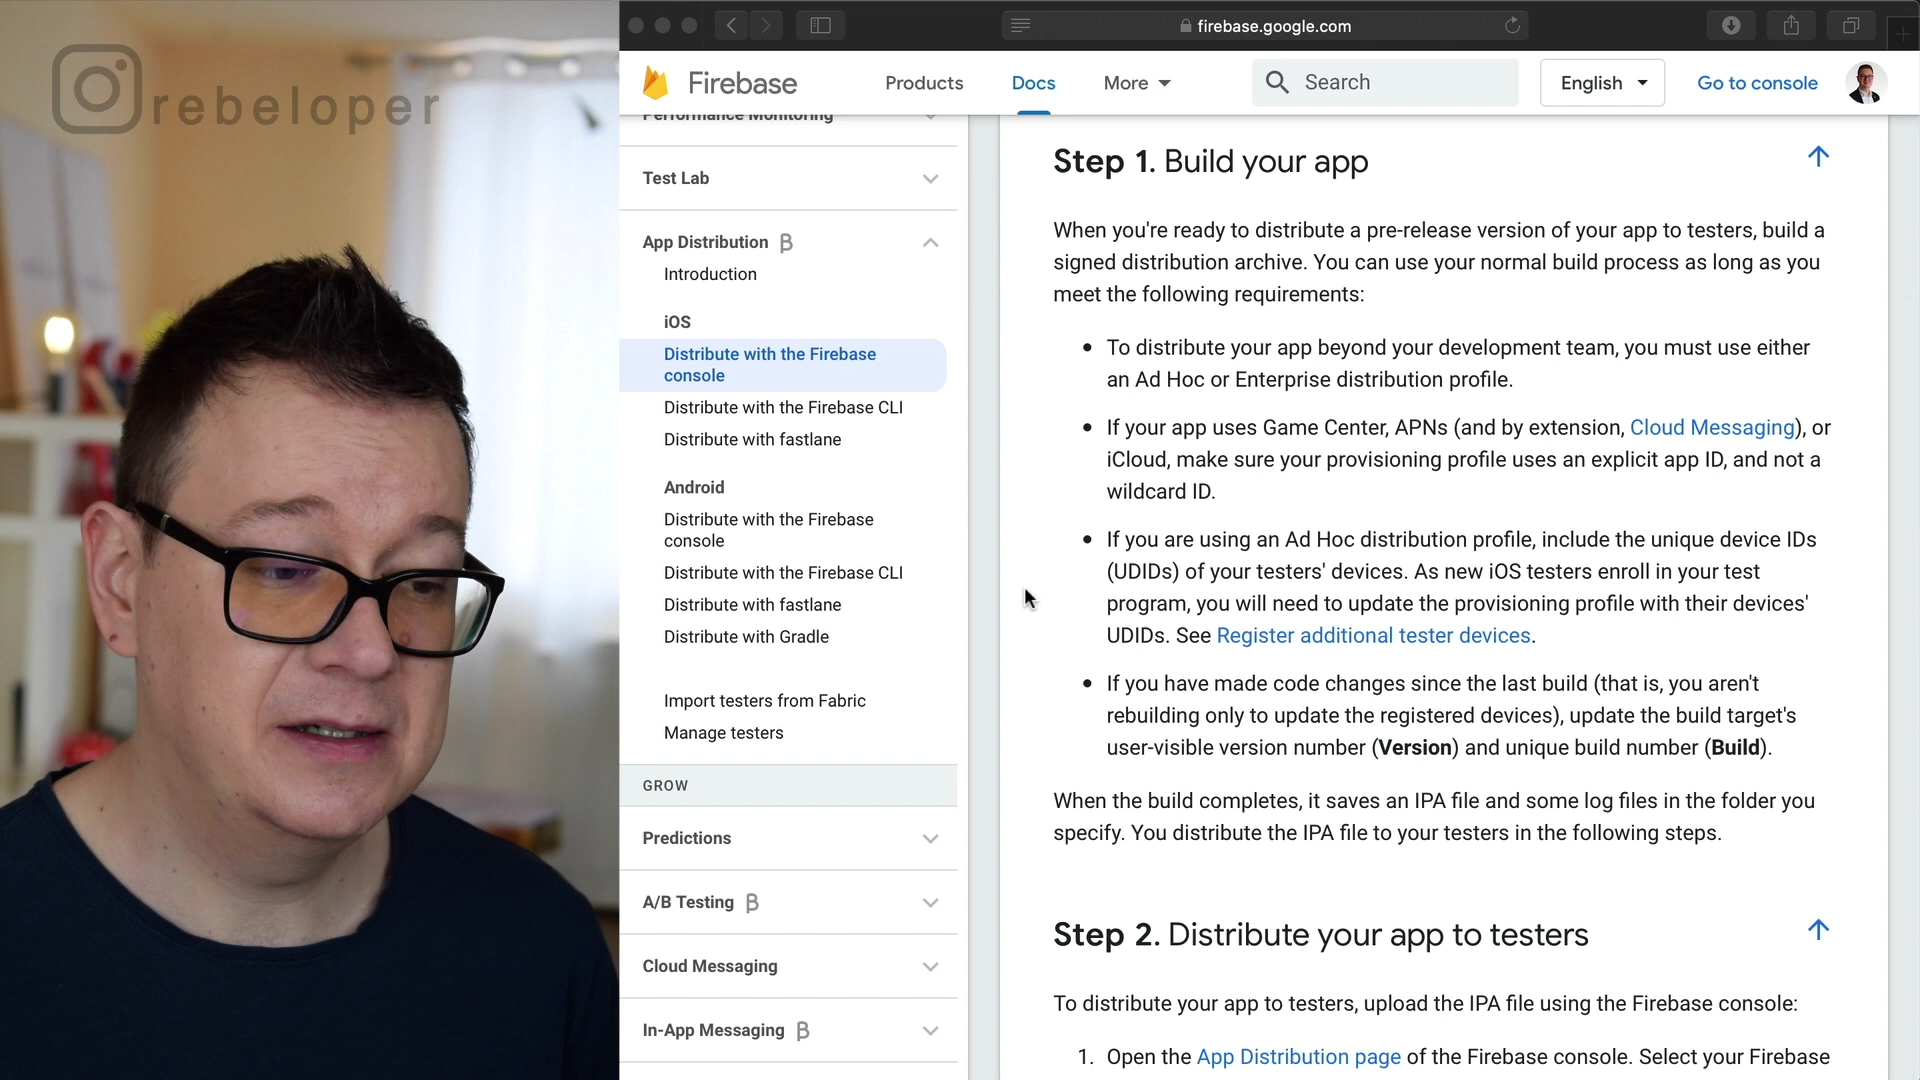 rebeloper
firebase.google.com
Firebase
Products
Docs
More
Search
English
Go to console
Performance Monitoring
Test Lab
App Distribution β
Introduction
iOS
Distribute with the Firebase
console
Distribute with the Firebase CLI
Distribute with fastlane
Android
Distribute with the Firebase
console
Distribute with the Firebase CLI
Distribute with fastlane
Distribute with Gradle
Import testers from Fabric
Manage testers
GROW
Predictions
A/B Testing β
Cloud Messaging
In-App Messaging β
Step 1. Build your app
When you're ready to distribute a pre-release version of your app to testers, build a
signed distribution archive. You can use your normal build process as long as you
meet the following requirements:
• To distribute your app beyond your development team, you must use either
an Ad Hoc or Enterprise distribution profile.
• If your app uses Game Center, APNs (and by extension, Cloud Messaging), or
iCloud, make sure your provisioning profile uses an explicit app ID, and not a
wildcard ID.
• If you are using an Ad Hoc distribution profile, include the unique device IDs
(UDIDs) of your testers' devices. As new iOS testers enroll in your test
program, you will need to update the provisioning profile with their devices'
UDIDs. See Register additional tester devices.
• If you have made code changes since the last build (that is, you aren't
rebuilding only to update the registered devices), update the build target's
user-visible version number (Version) and unique build number (Build).
When the build completes, it saves an IPA file and some log files in the folder you
specify. You distribute the IPA file to your testers in the following steps.
Step 2. Distribute your app to testers
To distribute your app to testers, upload the IPA file using the Firebase console:
1. Open the App Distribution page of the Firebase console. Select your Firebase